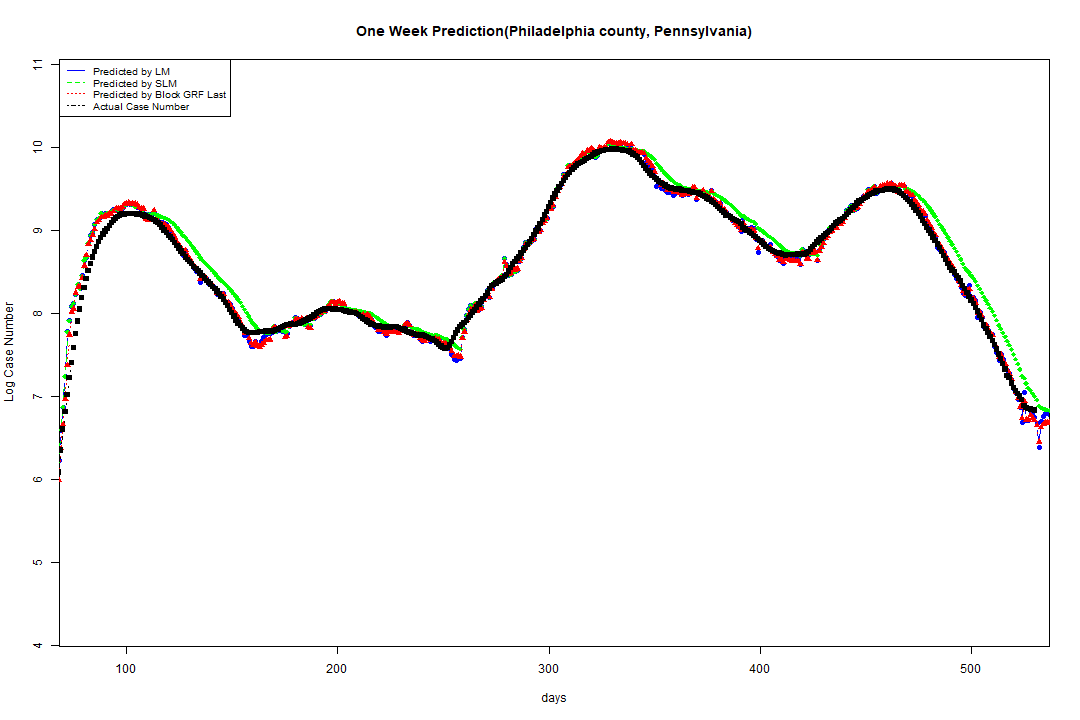 One Week Prediction(Philadelphia county, Pennsylvania)
Predicted by LM
Predicted by SLM
Predicted by Block GRF Last
Actual Case Number
11
10
9
8
7
6
5
4
Log Case Number
100 200 300 400 500
days